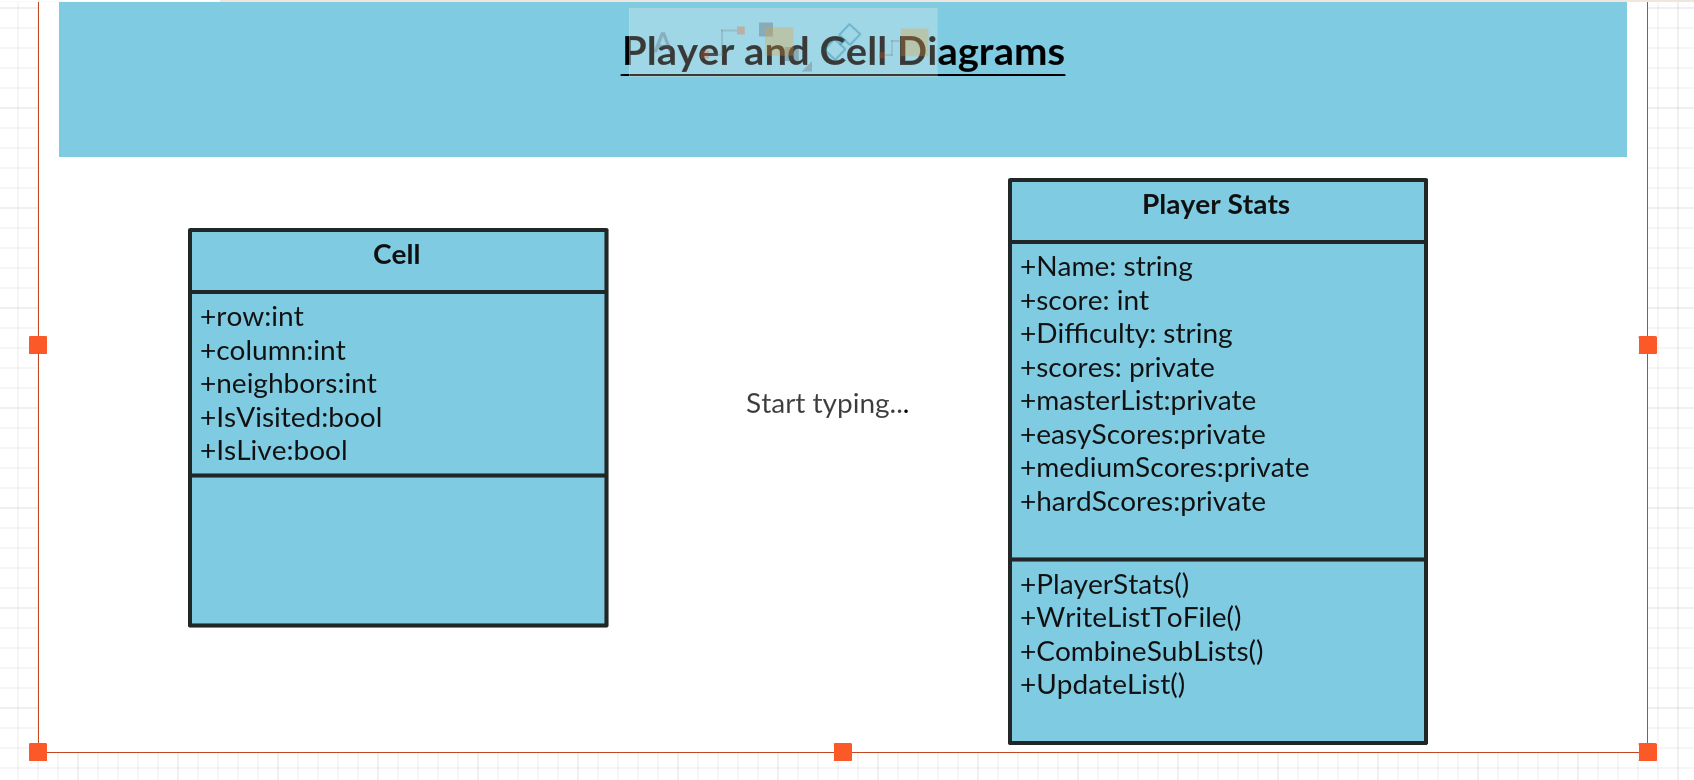 Player and Cell Diagrams
Cell
+row:int
+column:int
+neighbors:int
+IsVisited:bool
+IsLive:bool
Start typing...
Player Stats
+Name: string
+score: int
+Difficulty: string
+scores: private
+masterList:private
+easyScores:private
+mediumScores:private
+hardScores:private
+PlayerStats()
+WriteListToFile()
+CombineSubLists()
+UpdateList()